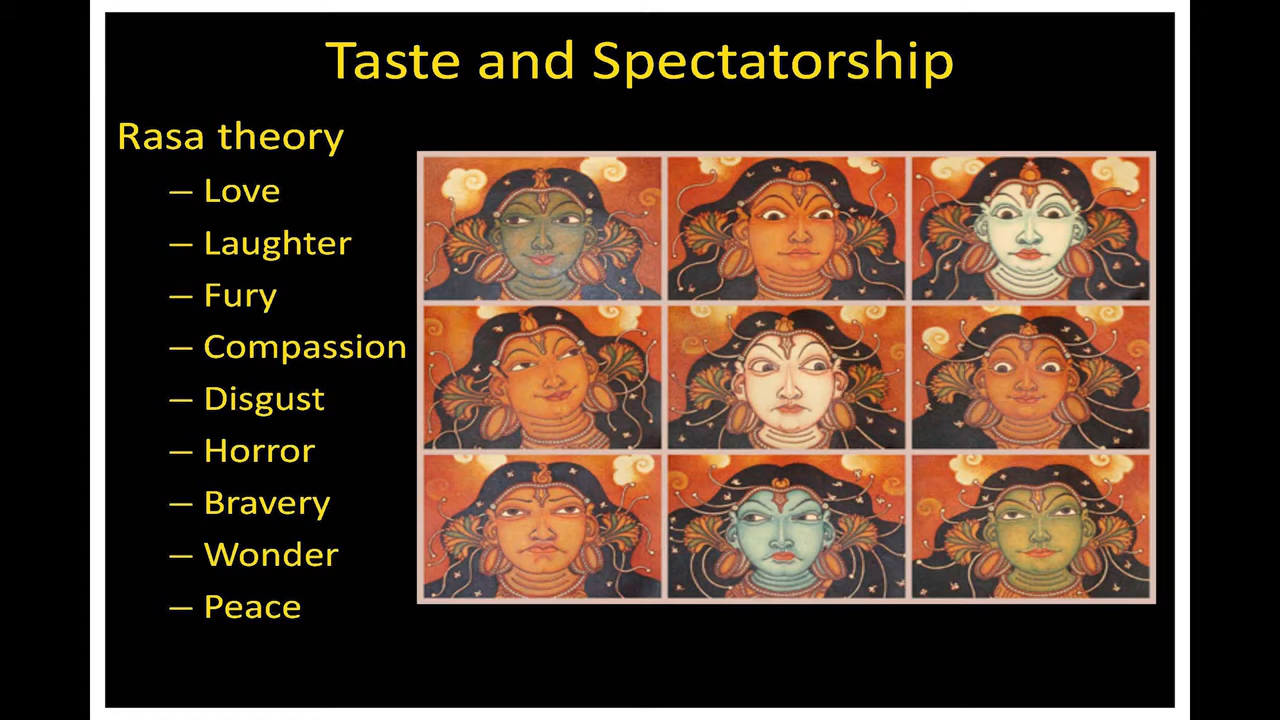 Taste and Spectatorship
Rasa theory
– Love
– Laughter
– Fury
– Compassion
– Disgust
– Horror
– Bravery
– Wonder
– Peace